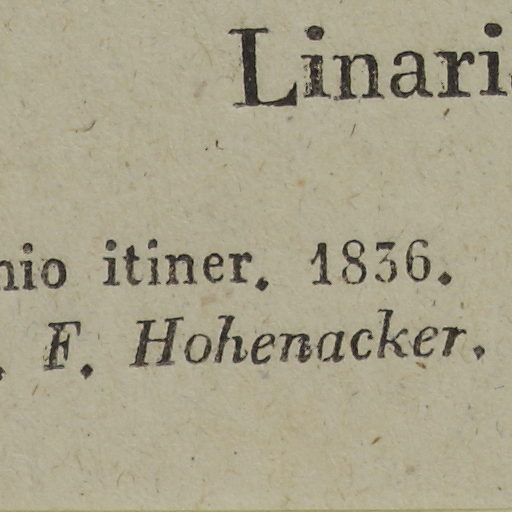 Linari
nio itiner. 1836.
. F. Hohenacker.